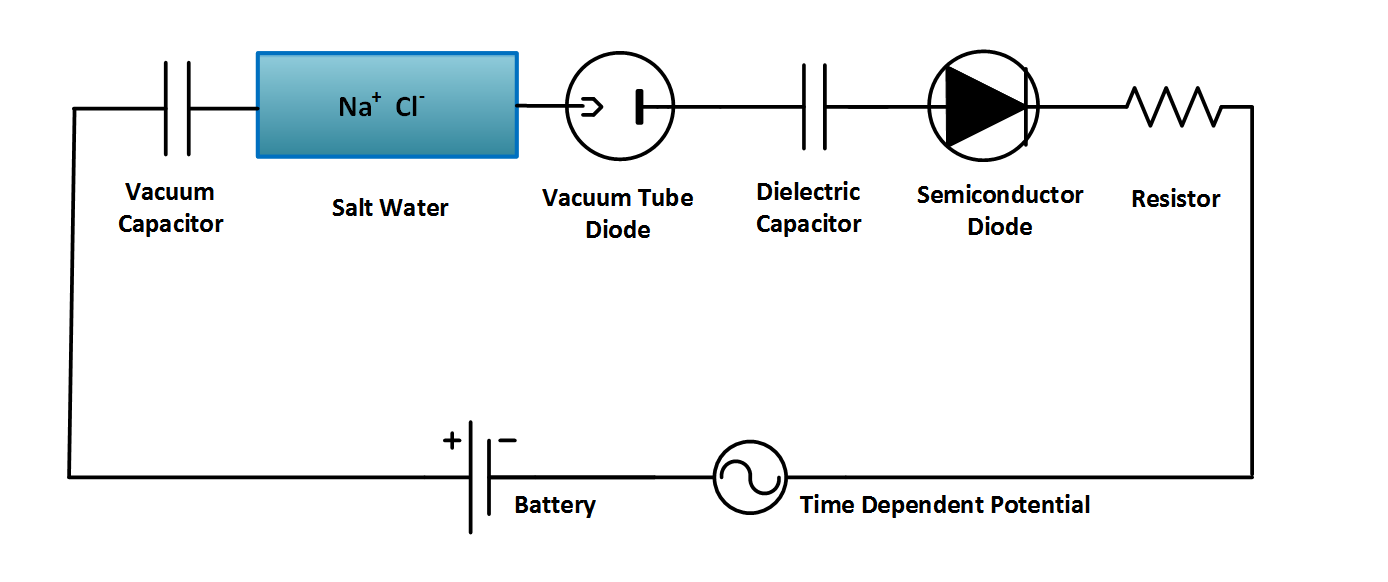 Na⁺ Cl⁻
Vacuum
Capacitor
Salt Water
Vacuum Tube
Diode
Dielectric
Capacitor
Semiconductor
Diode
Resistor
+ −
Battery
Time Dependent Potential